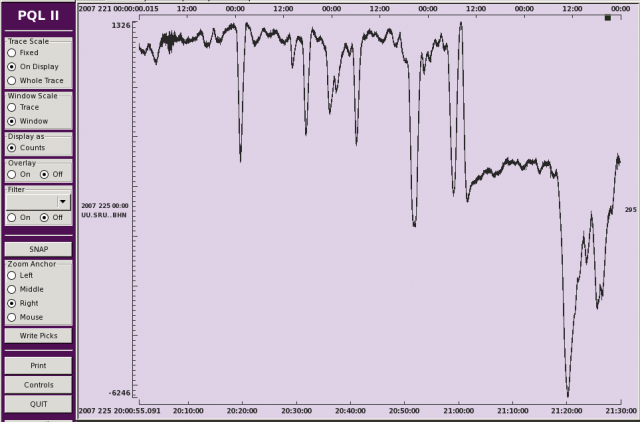 2007 221 00:00:00.015 12:00 00:00 12:00 00:00 12:00 00:00 12:00 00:00
PQL II
1326
Trace Scale
Fixed
On Display
Whole Trace
Window Scale
Trace
Window
Display as
Counts
Overlay
On Off
Filter
2007 225 00:00
295
On Off
UU.SRU..BHN
SNAP
Zoom Anchor
Left
Middle
Right
Mouse
Write Picks
Print
Controls
-6246
QUIT
2007 225 20:00:55.091 20:10:00 20:20:00 20:30:00 20:40:00 20:50:00 21:00:00 21:10:00 21:20:00 21:30:00